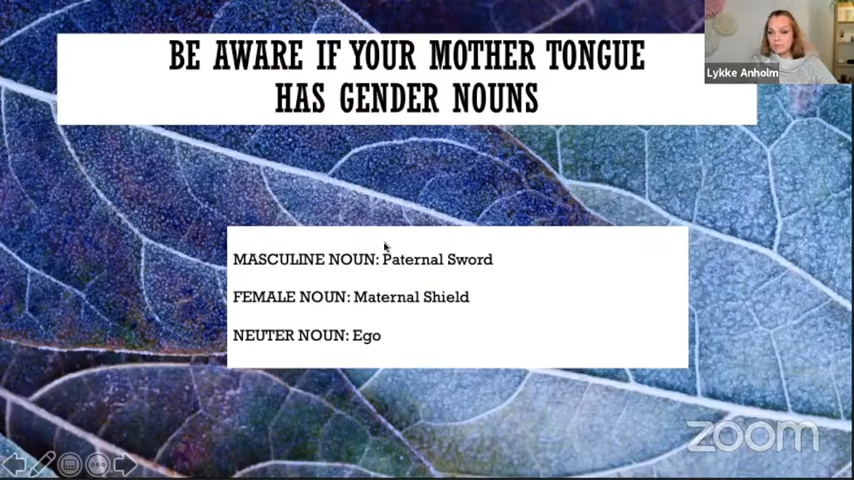 BE AWARE IF YOUR MOTHER TONGUE
HAS GENDER NOUNS
Lykke Anholm
MASCULINE NOUN: Paternal Sword
FEMALE NOUN: Maternal Shield
NEUTER NOUN: Ego
zoom